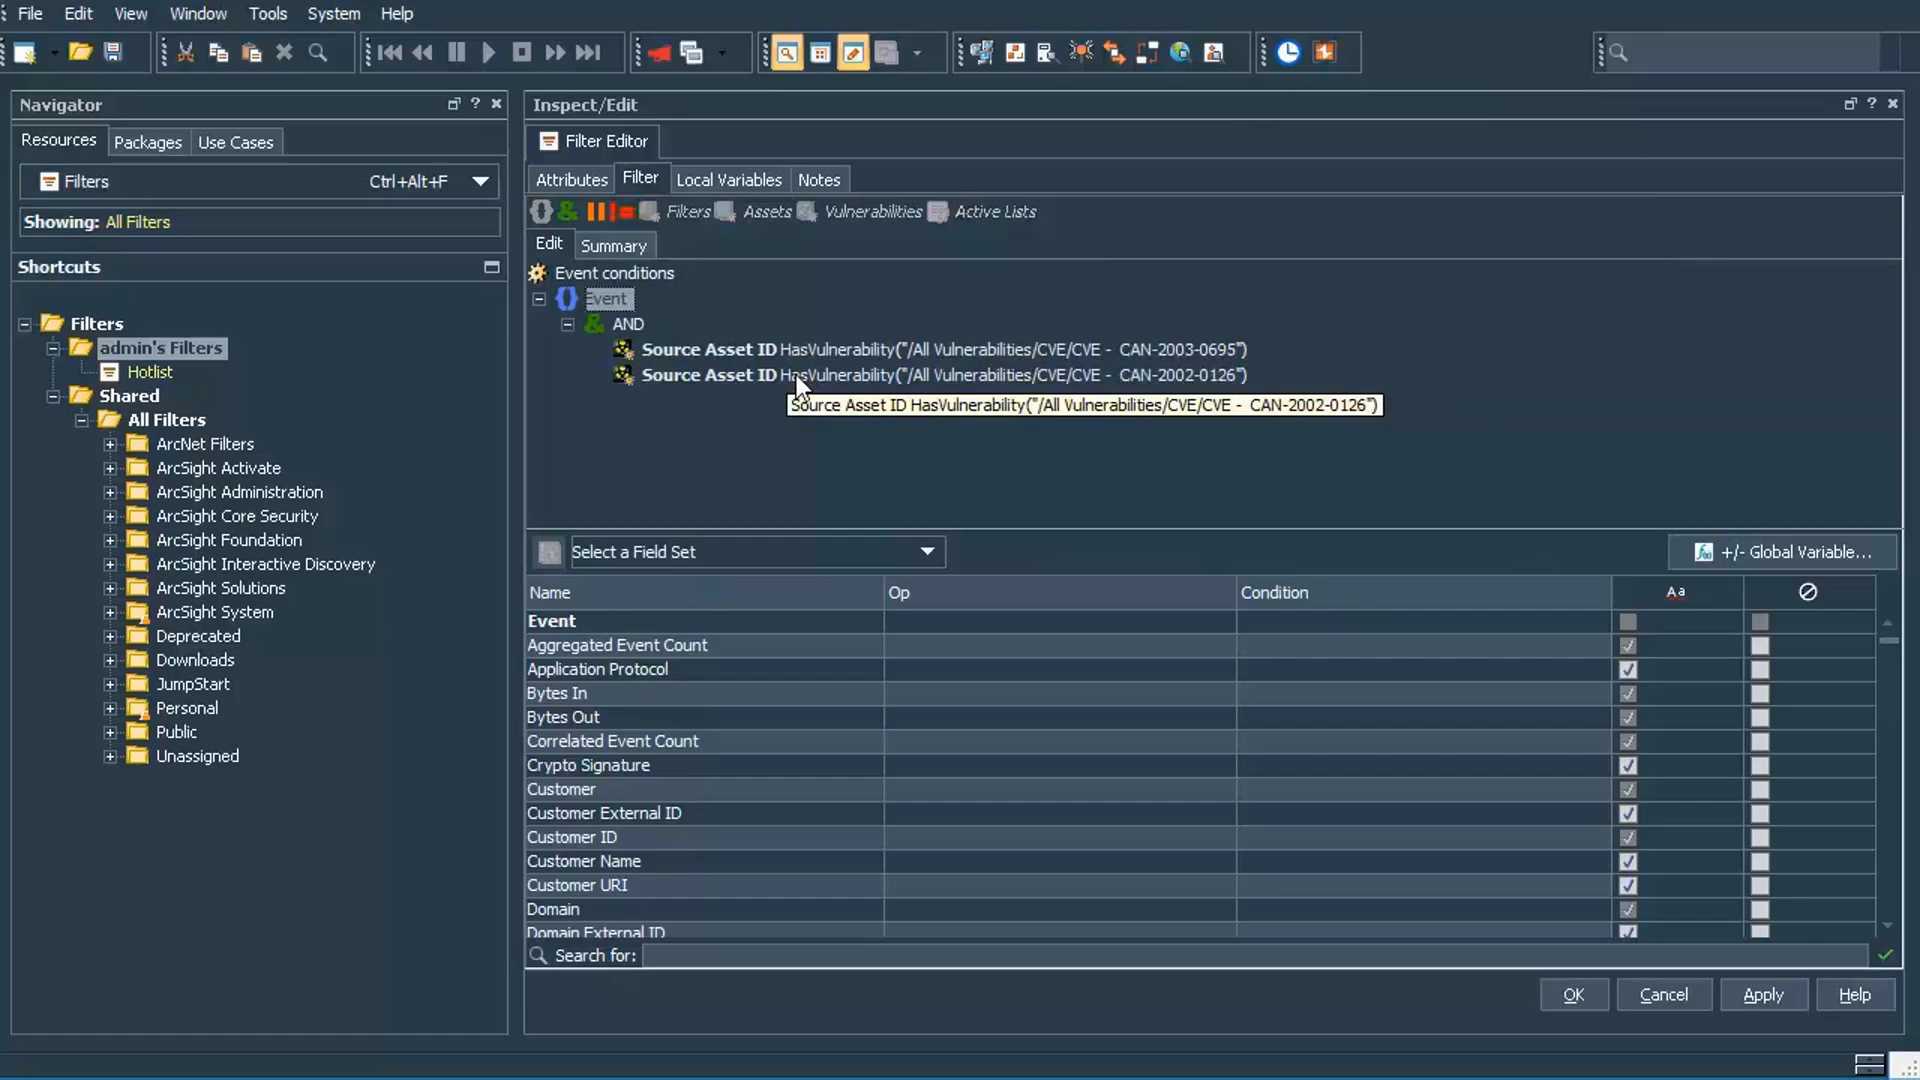 File Edit View Window Tools System Help
Navigator
Resources Packages Use Cases
Filters Ctrl+Alt+F
Showing: All Filters
Shortcuts
Filters
admin's Filters
Hotlist
Shared
All Filters
ArcNet Filters
ArcSight Activate
ArcSight Administration
ArcSight Core Security
ArcSight Foundation
ArcSight Interactive Discovery
ArcSight Solutions
ArcSight System
Deprecated
Downloads
JumpStart
Personal
Public
Unassigned
Inspect/Edit
Filter Editor
Attributes Filter Local Variables Notes
Filters Assets Vulnerabilities Active Lists
Edit Summary
Event conditions
Event
AND
Source Asset ID HasVulnerability("/All Vulnerabilities/CVE/CVE - CAN-2003-0695")
Source Asset ID HasVulnerability("/All Vulnerabilities/CVE/CVE - CAN-2002-0126")
Source Asset ID HasVulnerability("/All Vulnerabilities/CVE/CVE - CAN-2002-0126")
Select a Field Set +/- Global Variable...
Name Op Condition Aa
Event
Aggregated Event Count
Application Protocol
Bytes In
Bytes Out
Correlated Event Count
Crypto Signature
Customer
Customer External ID
Customer ID
Customer Name
Customer URI
Domain
Domain External ID
Search for:
OK Cancel Apply Help